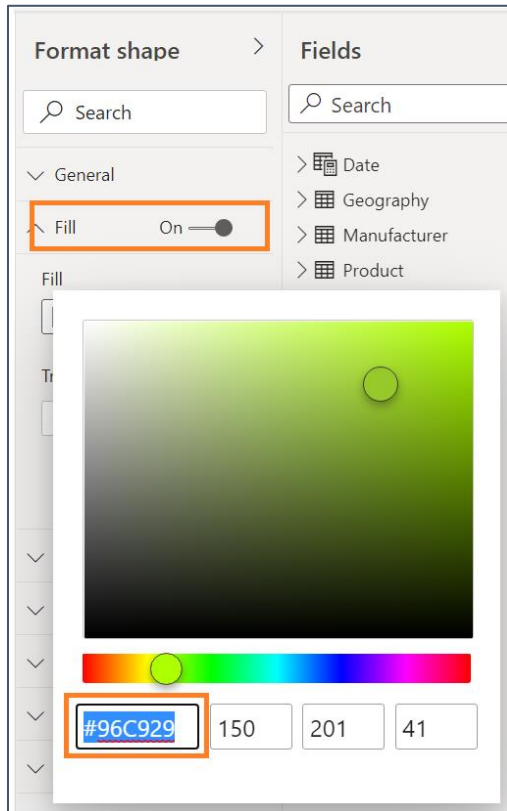 Format shape
Search
General
Fill On
Fill
Fields
Search
Date
Geography
Manufacturer
Product
#96C929 150 201 41